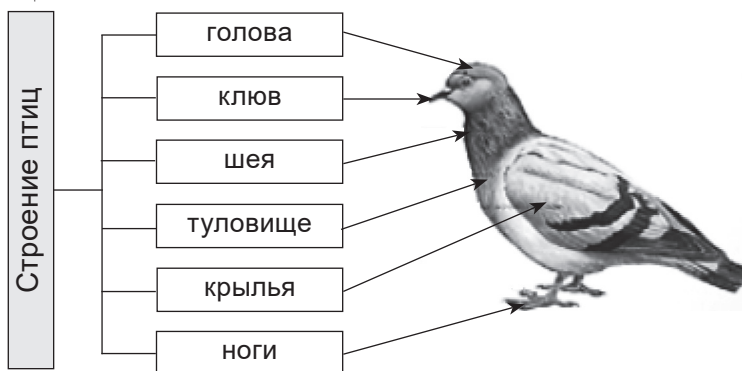 Строение птиц
голова
клюв
шея
туловище
крылья
ноги